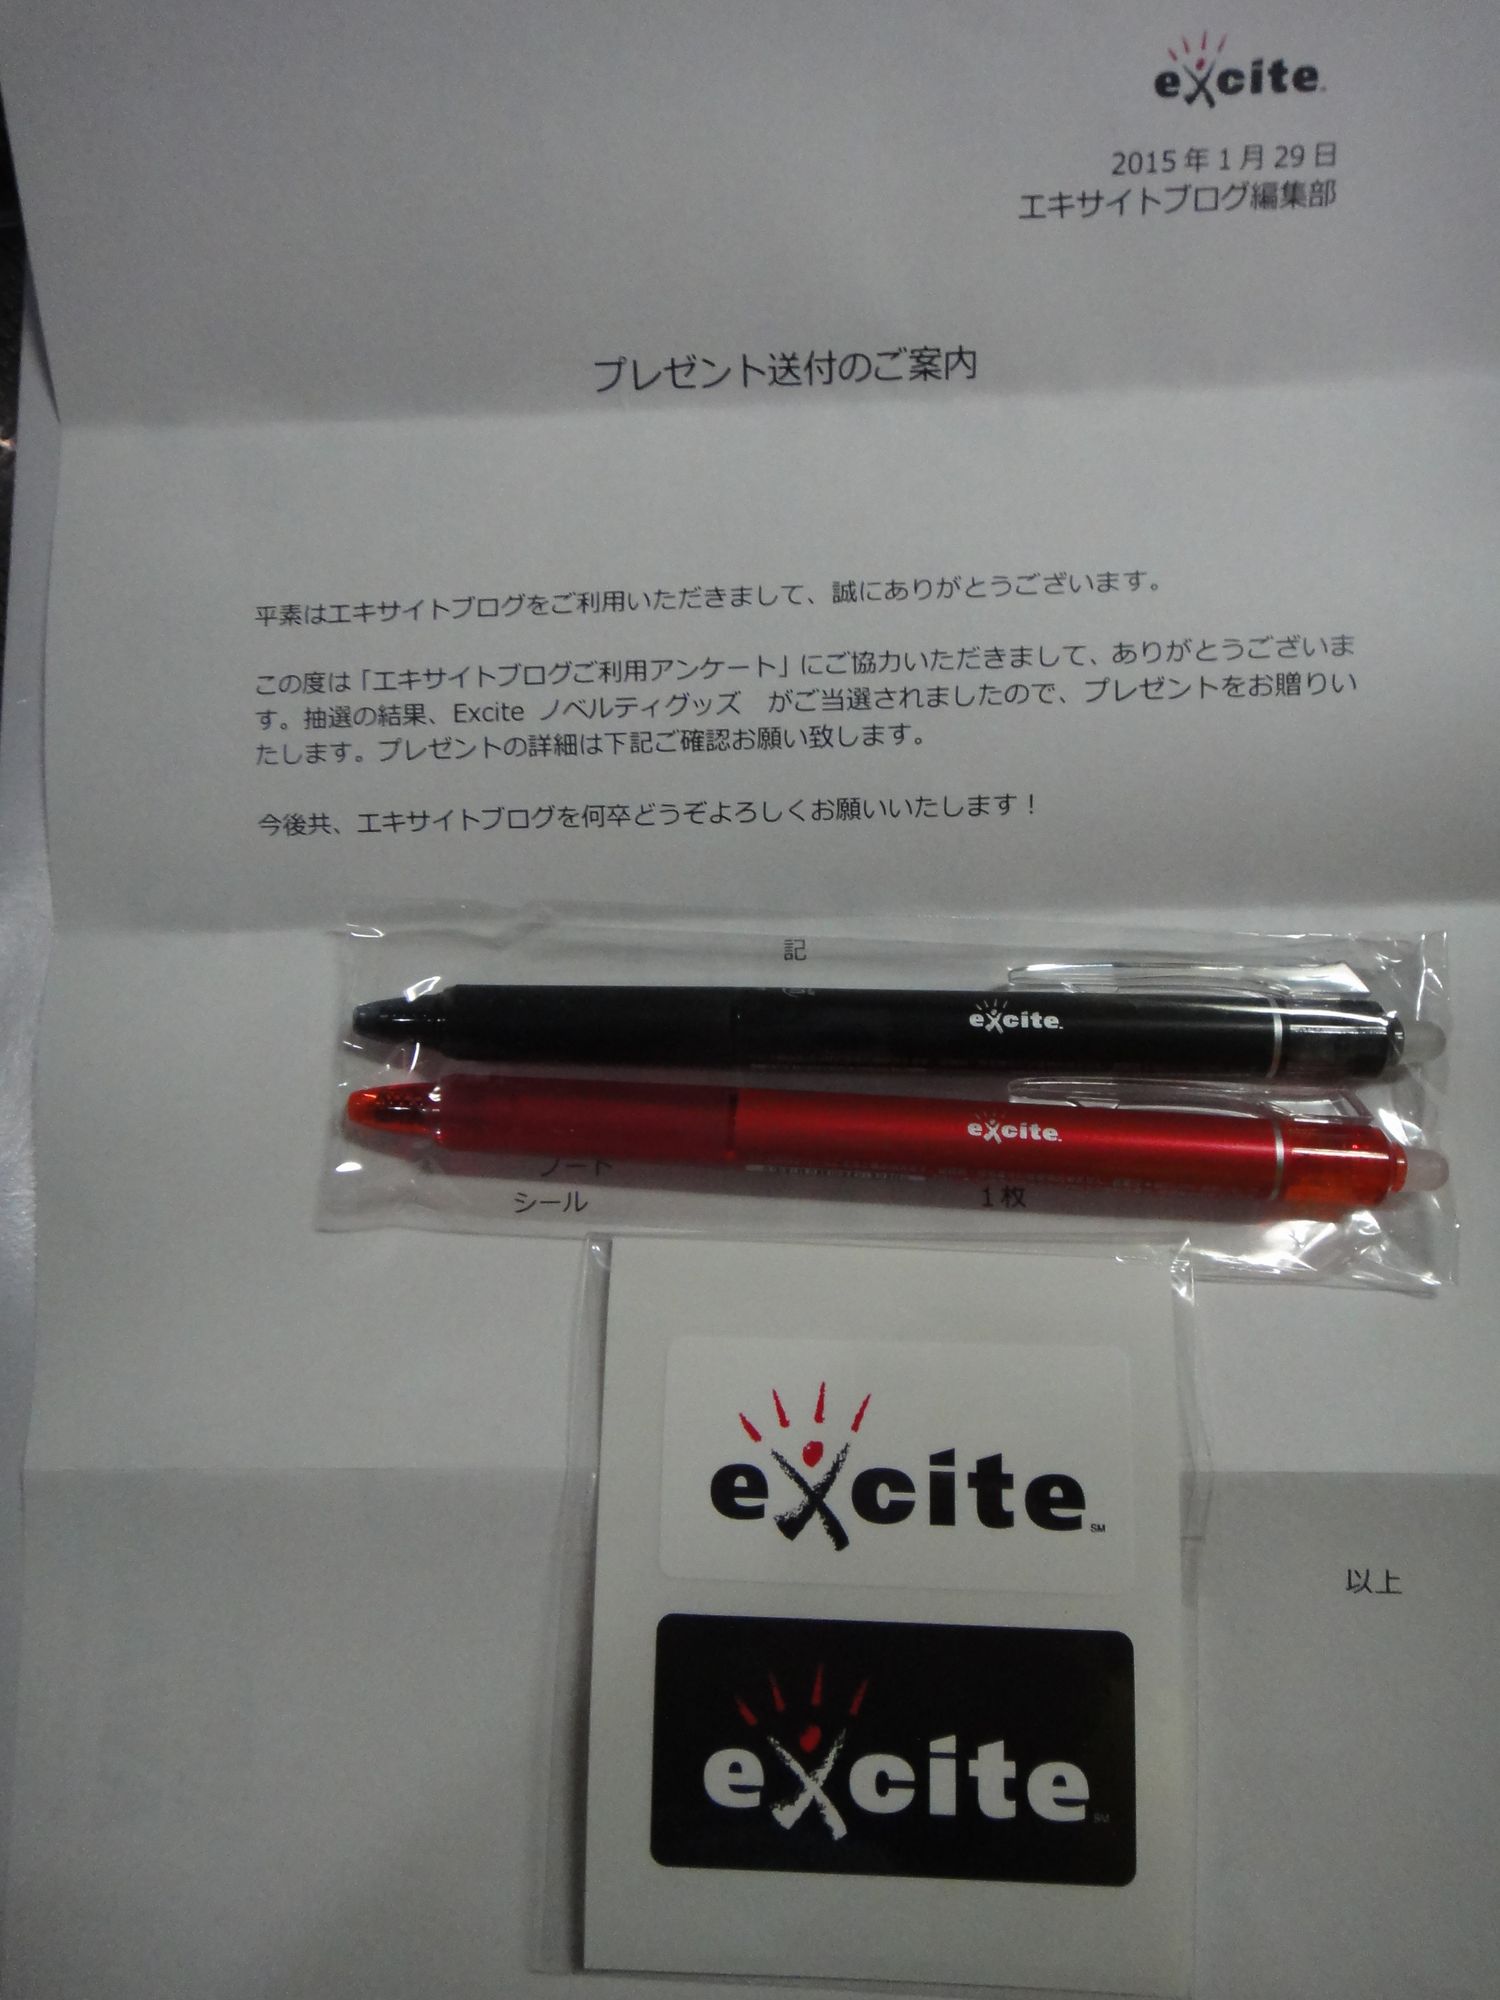 excite
2015年1月29日
エキサイトブログ編集部
プレゼント送付のご案内
平素はエキサイトブログをご利用いただきまして、誠にありがとうございます。
この度は「エキサイトブログご利用アンケート」にご協力いただきまして、ありがとうございま
す。抽選の結果、Excite ノベルティグッズ　がご当選されましたので、プレゼントをお贈りい
たします。プレゼントの詳細は下記ご確認お願い致します。
今後共、エキサイトブログを何卒どうぞよろしくお願いいたします！
記
excite
excite
ノート
シール 1枚
excite SM
以上
excite SM